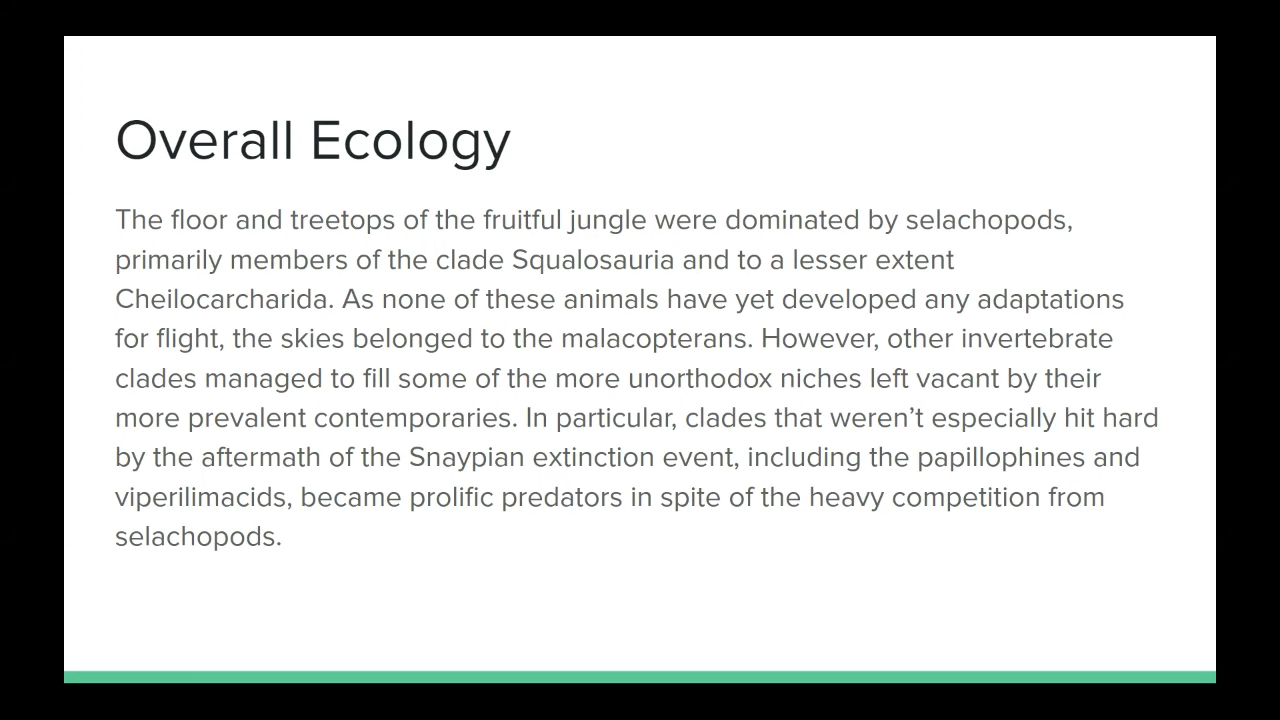 Overall Ecology
The floor and treetops of the fruitful jungle were dominated by selachopods,
primarily members of the clade Squalosauria and to a lesser extent
Cheilocarcharida. As none of these animals have yet developed any adaptations
for flight, the skies belonged to the malacopterans. However, other invertebrate
clades managed to fill some of the more unorthodox niches left vacant by their
more prevalent contemporaries. In particular, clades that weren’t especially hit hard
by the aftermath of the Snaypian extinction event, including the papillophines and
viperilimacids, became prolific predators in spite of the heavy competition from
selachopods.